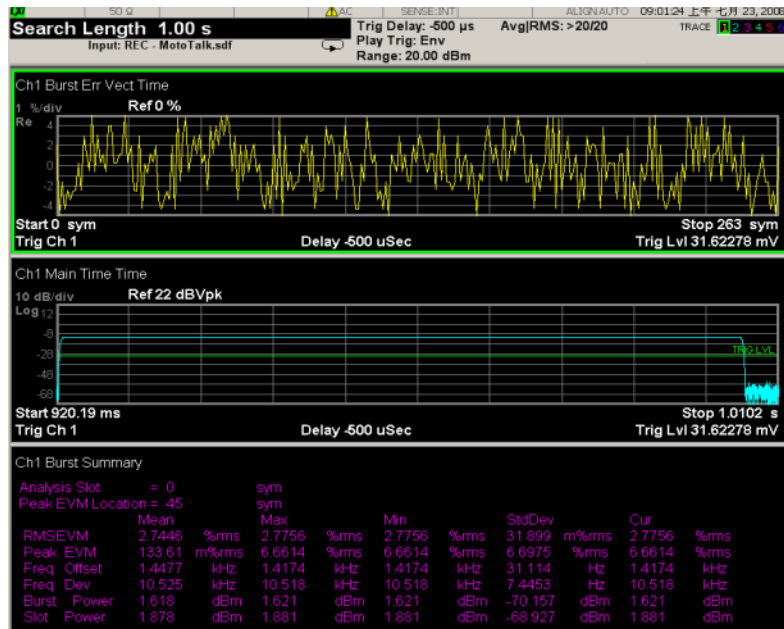 50 Ω AC SENSE:INT ALIGN AUTO 09:01:24 上午 七月 23, 2008
Search Length 1.00 s Trig Delay: -500 µs Avg|RMS: >20/20 TRACE 1 2 3 4 5 6
Input: REC - MotoTalk.sdf Play Trig: Env
Range: 20.00 dBm
Ch1 Burst Err Vect Time
1 %/div Ref 0 %
Re 4
2
0
-2
-4
Start 0 sym Stop 263 sym
Trig Ch 1 Delay -500 uSec Trig Lvl 31.62278 mV
Ch1 Main Time Time
10 dB/div Ref 22 dBVpk
Log 12
-8
TRIG LVL
-28
-48
-68
Start 920.19 ms Stop 1.0102 s
Trig Ch 1 Delay -500 uSec Trig Lvl 31.62278 mV
Ch1 Burst Summary
Analysis Slot = 0 sym
Peak EVM Location = 45 sym
Mean Max Min StdDev Cur
RMSEVM 2.7446 %rms 2.7756 %rms 2.7756 %rms 31.899 m%rms 2.7756 %rms
Peak EVM 133.61 m%rms 6.6614 %rms 6.6614 %rms 6.6975 %rms 6.6614 %rms
Freq Offset 1.4477 kHz 1.4174 kHz 1.4174 kHz 31.114 Hz 1.4174 kHz
Freq Dev 10.525 kHz 10.518 kHz 10.518 kHz 7.4453 Hz 10.518 kHz
Burst Power 1.618 dBm 1.621 dBm 1.621 dBm -70.157 dBm 1.621 dBm
Slot Power 1.878 dBm 1.881 dBm 1.881 dBm -68.927 dBm 1.881 dBm